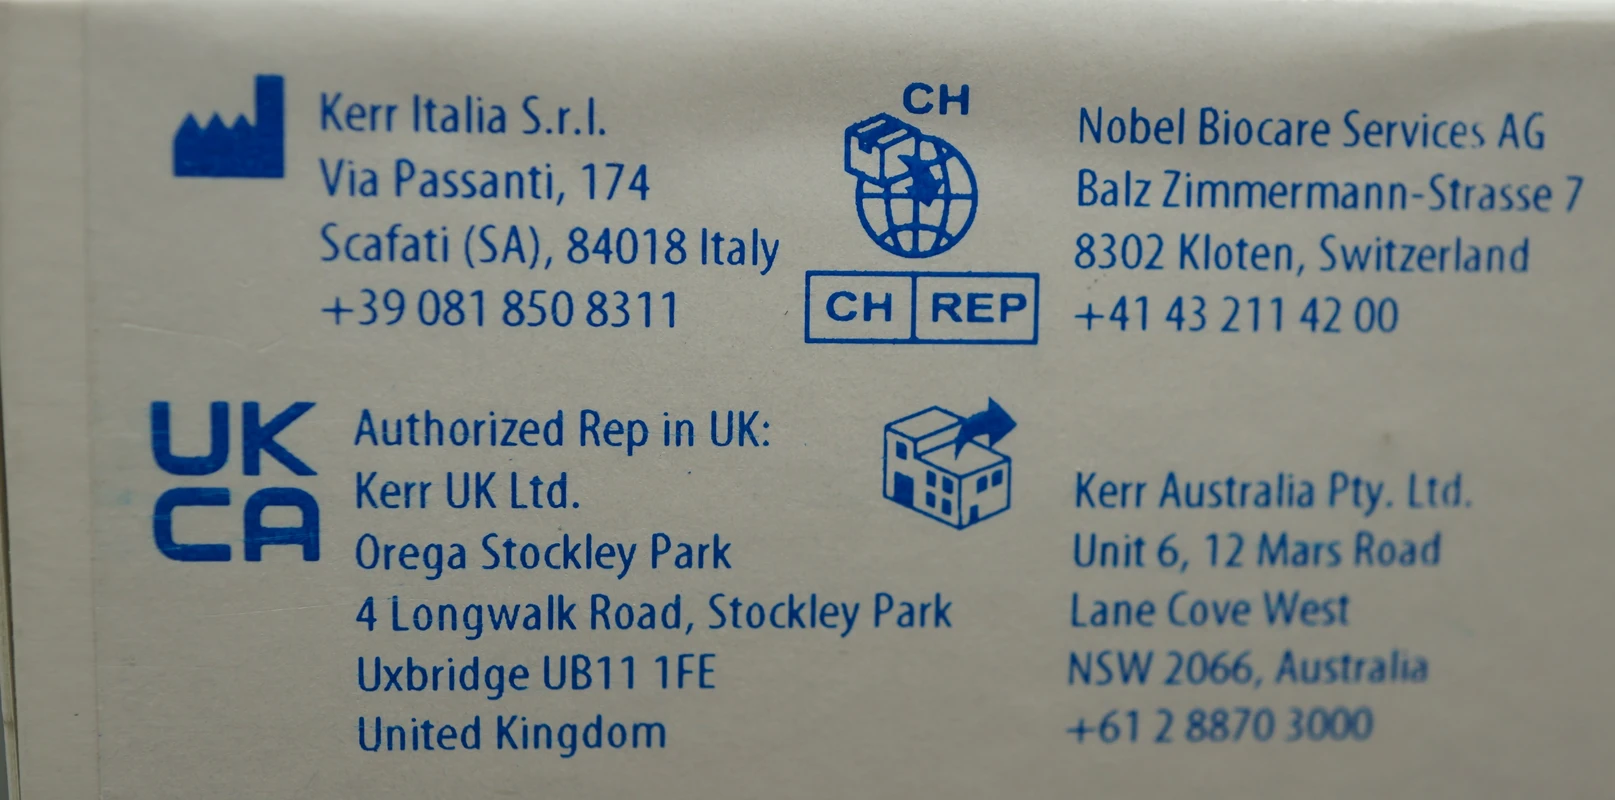 Kerr Italia S.r.l.
Via Passanti, 174
Scafati (SA), 84018 Italy
+39 081 850 8311
CH
CH REP
Nobel Biocare Services AG
Balz Zimmermann-Strasse 7
8302 Kloten, Switzerland
+41 43 211 42 00
UK
CA
Authorized Rep in UK:
Kerr UK Ltd.
Orega Stockley Park
4 Longwalk Road, Stockley Park
Uxbridge UB11 1FE
United Kingdom
Kerr Australia Pty. Ltd.
Unit 6, 12 Mars Road
Lane Cove West
NSW 2066, Australia
+61 2 8870 3000